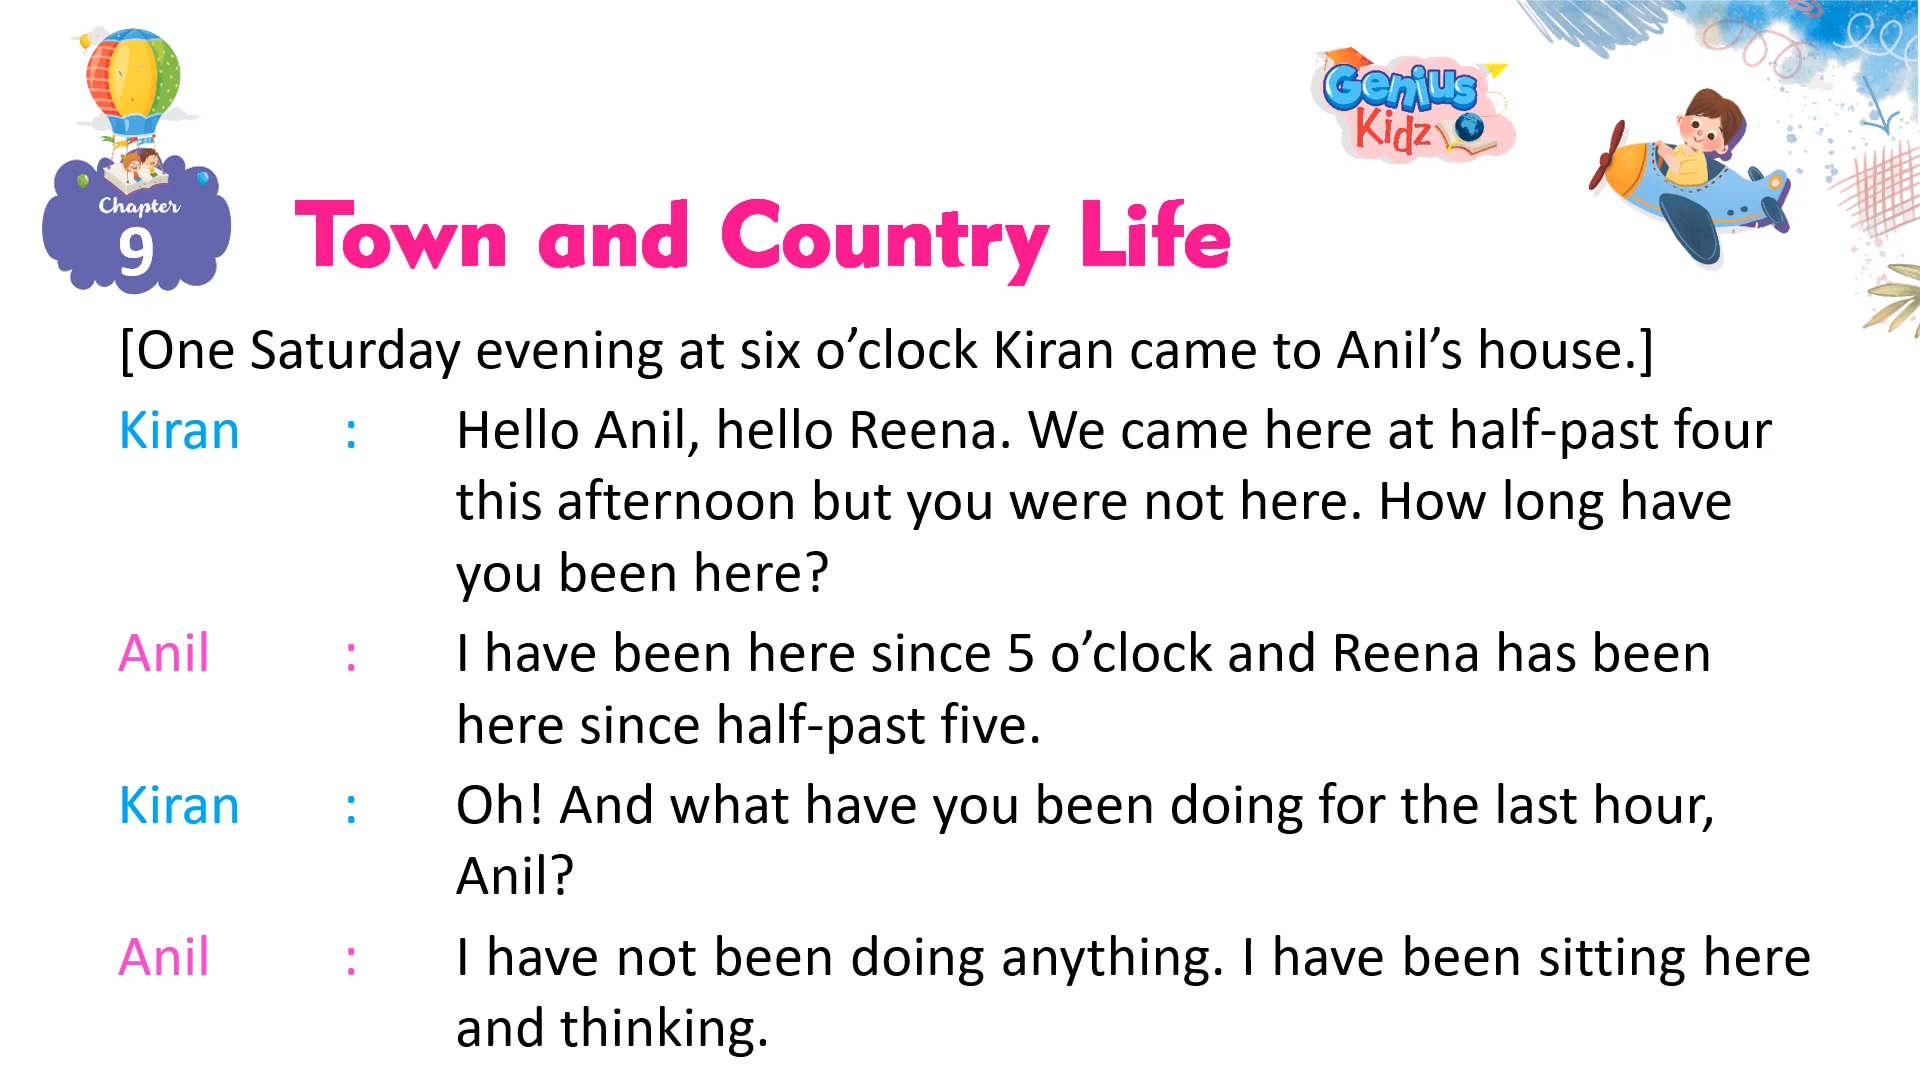 Genius
Kidz
Chapter
9
Town and Country Life
[One Saturday evening at six o’clock Kiran came to Anil’s house.]
Kiran : Hello Anil, hello Reena. We came here at half-past four
this afternoon but you were not here. How long have
you been here?
Anil : I have been here since 5 o’clock and Reena has been
here since half-past five.
Kiran : Oh! And what have you been doing for the last hour,
Anil?
Anil : I have not been doing anything. I have been sitting here
and thinking.